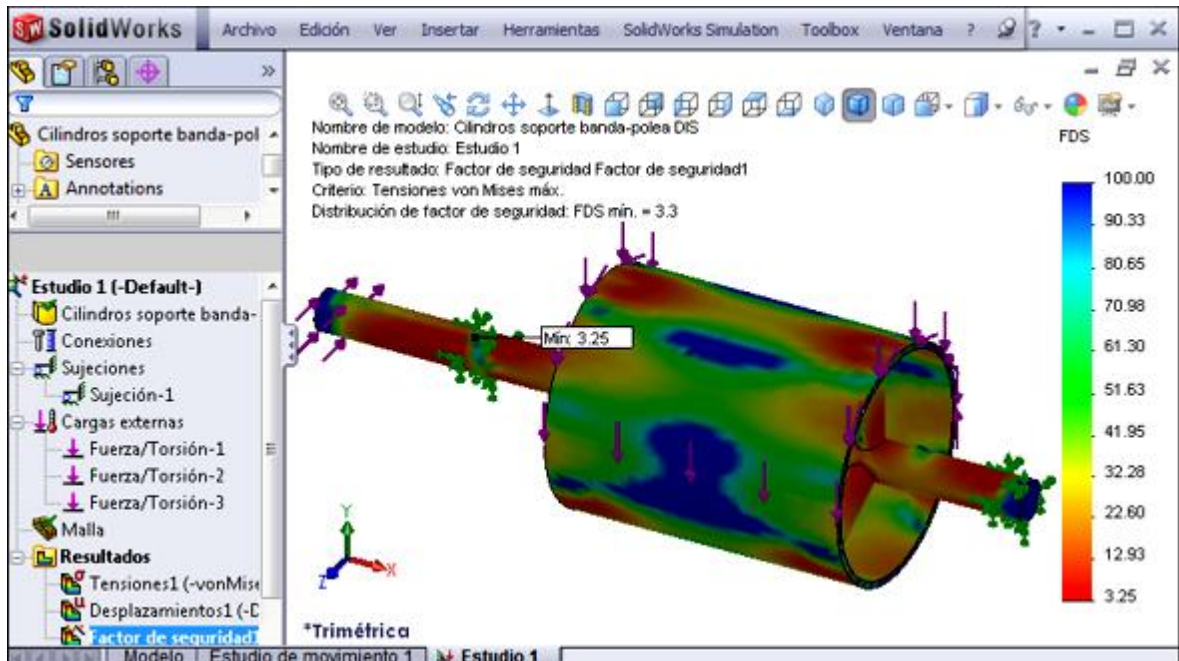 SolidWorks Archivo Edición Ver Insertar Herramientas SolidWorks Simulation Toolbox Ventana ?
Cilindros soporte banda-pol
Sensores
Annotations
Estudio 1 (-Default-)
Cilindros soporte banda-
Conexiones
Sujeciones
Sujeción-1
Cargas externas
Fuerza/Torsión-1
Fuerza/Torsión-2
Fuerza/Torsión-3
Malla
Resultados
Tensiones1 (-vonMise
Desplazamientos1 (-D
Factor de seguridad1
Nombre de modelo: Cilindros soporte banda-polea DIS
Nombre de estudio: Estudio 1
Tipo de resultado: Factor de seguridad Factor de seguridad1
Criterio: Tensiones von Mises máx.
Distribución de factor de seguridad: FDS mín. = 3.3
Mín: 3.25
FDS
100.00
90.33
80.65
70.98
61.30
51.63
41.95
32.28
22.60
12.93
3.25
Y
X
Z
*Trimétrica
Modelo Estudio de movimiento 1 Estudio 1